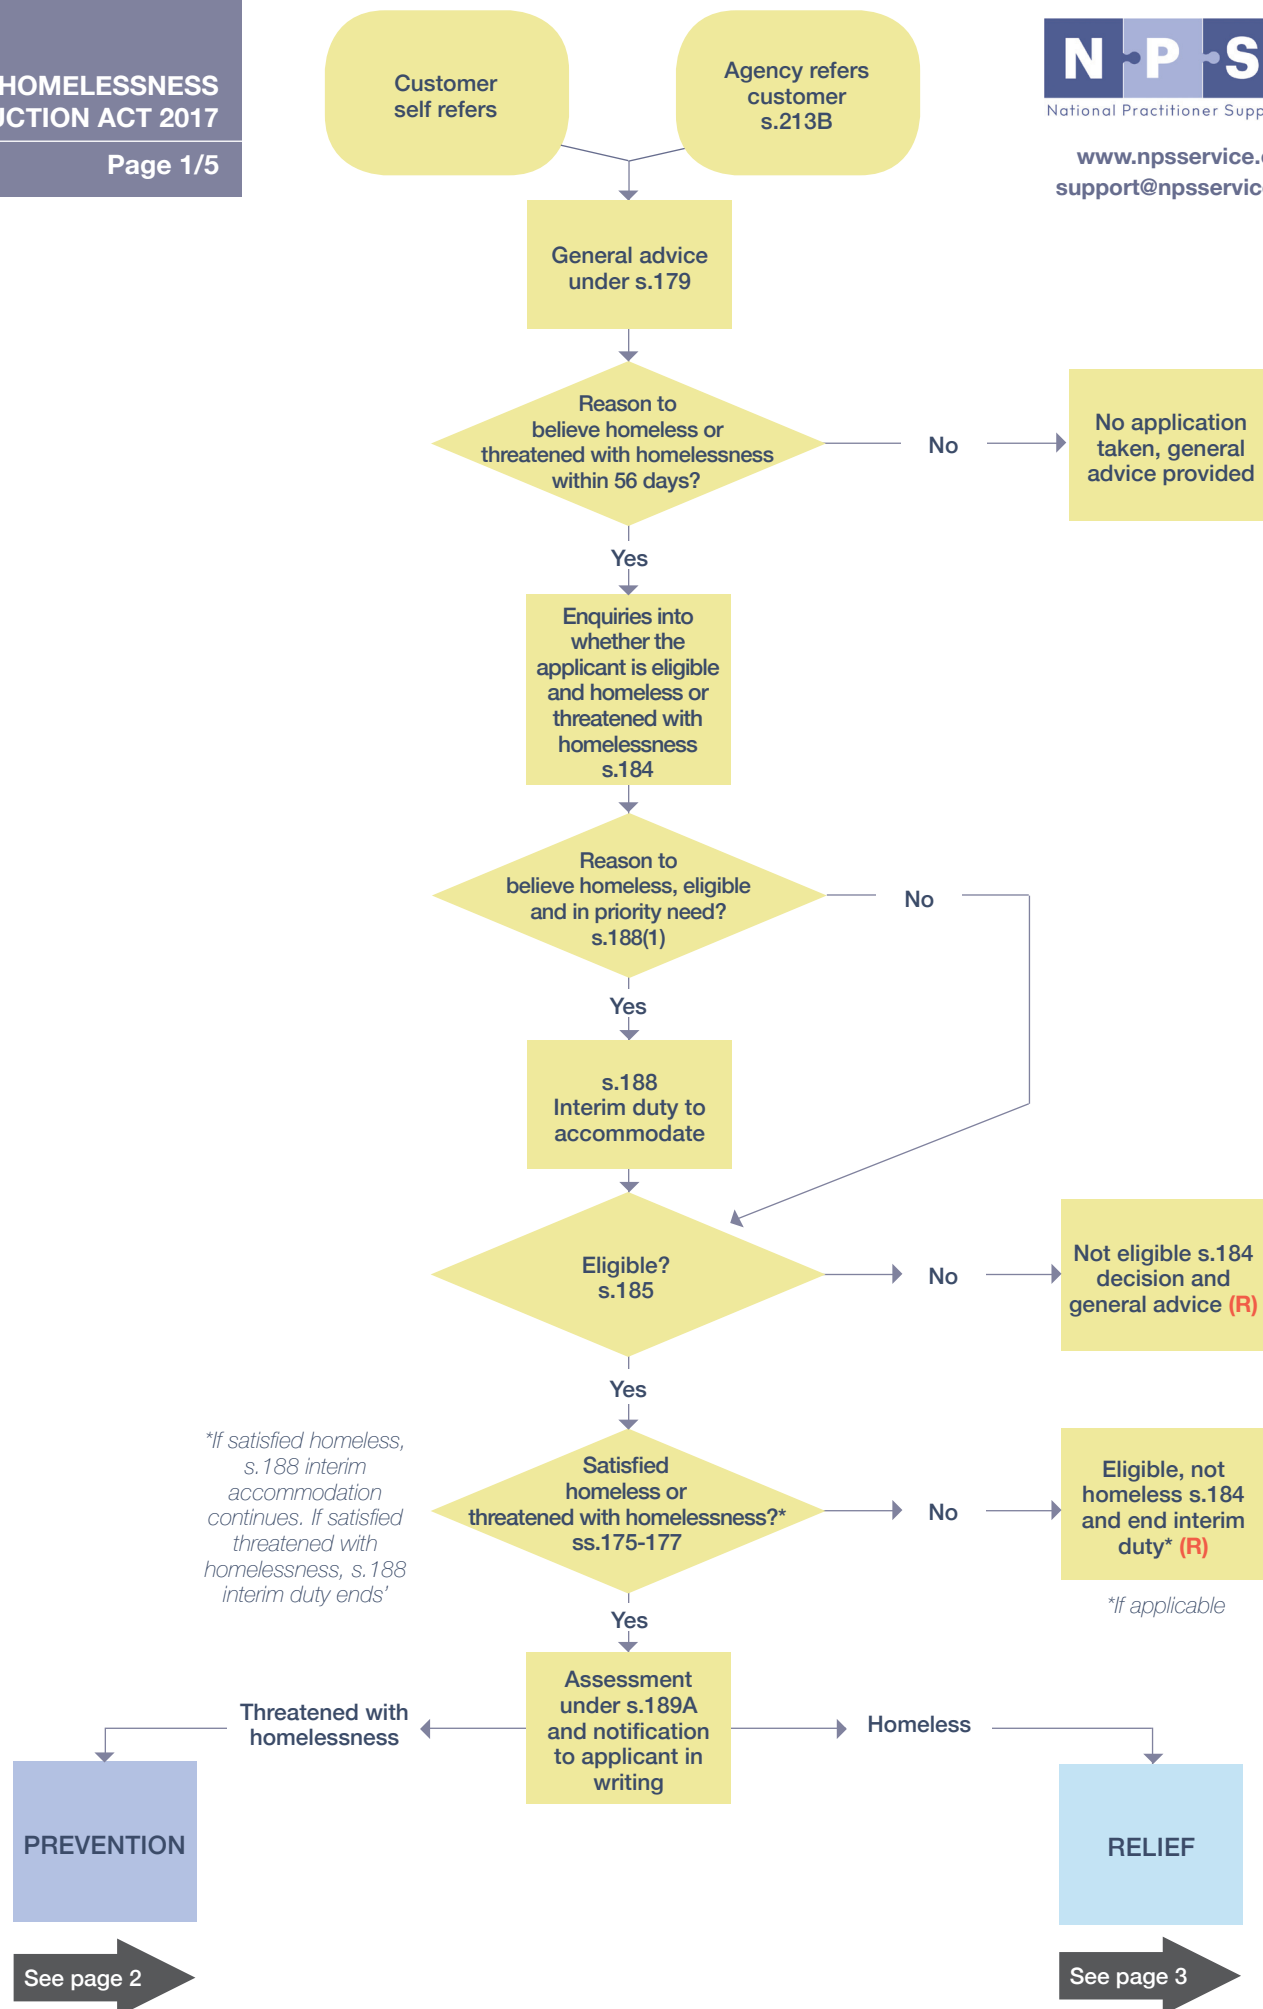 HOMELESSNESS
UCTION ACT 2017
Page 1/5
Customer
self refers
Agency refers
customer
s.213B
N P S
National Practitioner Supp
www.npsservice.
support@npsservic
General advice
under s.179
Reason to
believe homeless or
threatened with homelessness
within 56 days?
No
No application
taken, general
advice provided
Yes
Enquiries into
whether the
applicant is eligible
and homeless or
threatened with
homelessness
s.184
Reason to
believe homeless, eligible
and in priority need?
s.188(1)
No
Yes
s.188
Interim duty to
accommodate
Eligible?
s.185
No
Not eligible s.184
decision and
general advice (R)
Yes
*If satisfied homeless,
s.188 interim
accommodation
continues. If satisfied
threatened with
homelessness, s.188
interim duty ends'
Satisfied
homeless or
threatened with homelessness?*
ss.175-177
No
Eligible, not
homeless s.184
and end interim
duty* (R)
*If applicable
Yes
Assessment
under s.189A
and notification
to applicant in
writing
Threatened with
homelessness
Homeless
PREVENTION
RELIEF
See page 2
See page 3